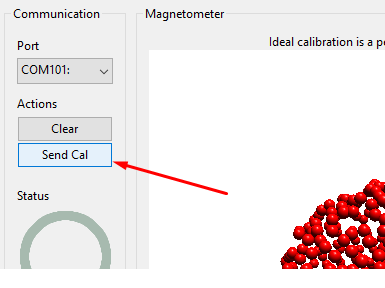 Communication
Magnetometer
Port
Ideal calibration is a
COM101:
Actions
Clear
Send Cal
Status